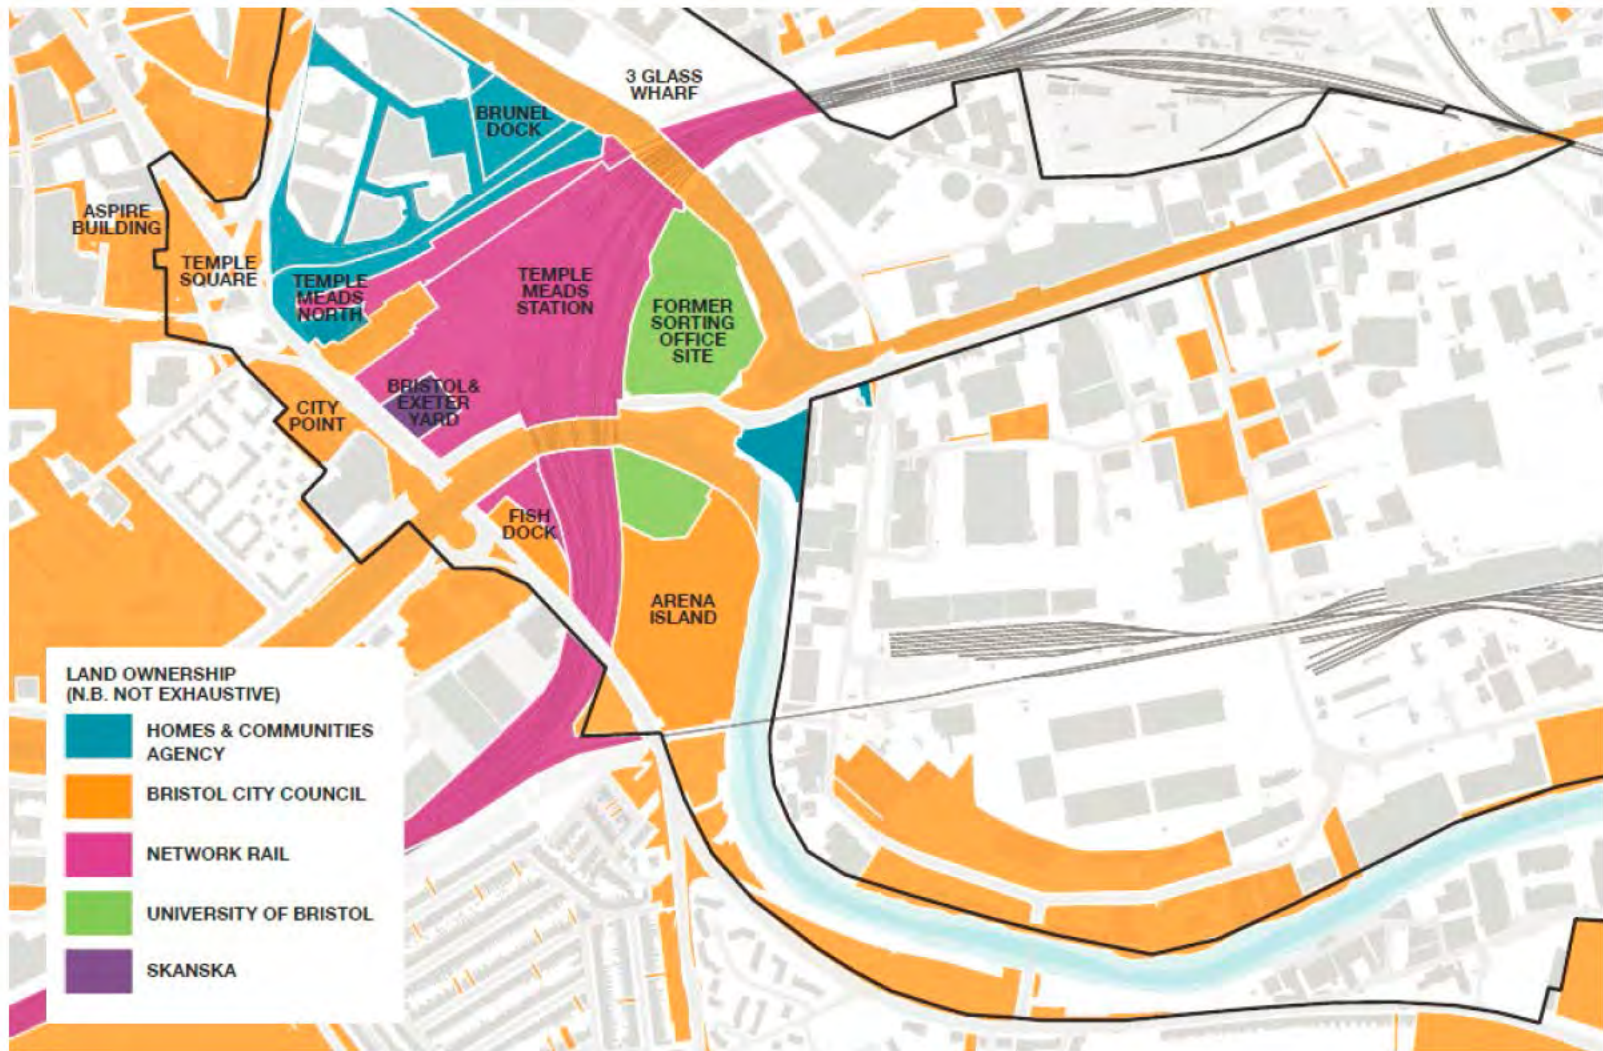 3 GLASS
WHARF
BRUNEL
DOCK
ASPIRE
BUILDING
TEMPLE
SQUARE
TEMPLE
MEADS
NORTH
TEMPLE
MEADS
STATION
FORMER
SORTING
OFFICE
SITE
BRISTOL&
EXETER
YARD
CITY
POINT
FISH
DOCK
ARENA
ISLAND
LAND OWNERSHIP
(N.B. NOT EXHAUSTIVE)
HOMES & COMMUNITIES
AGENCY
BRISTOL CITY COUNCIL
NETWORK RAIL
UNIVERSITY OF BRISTOL
SKANSKA